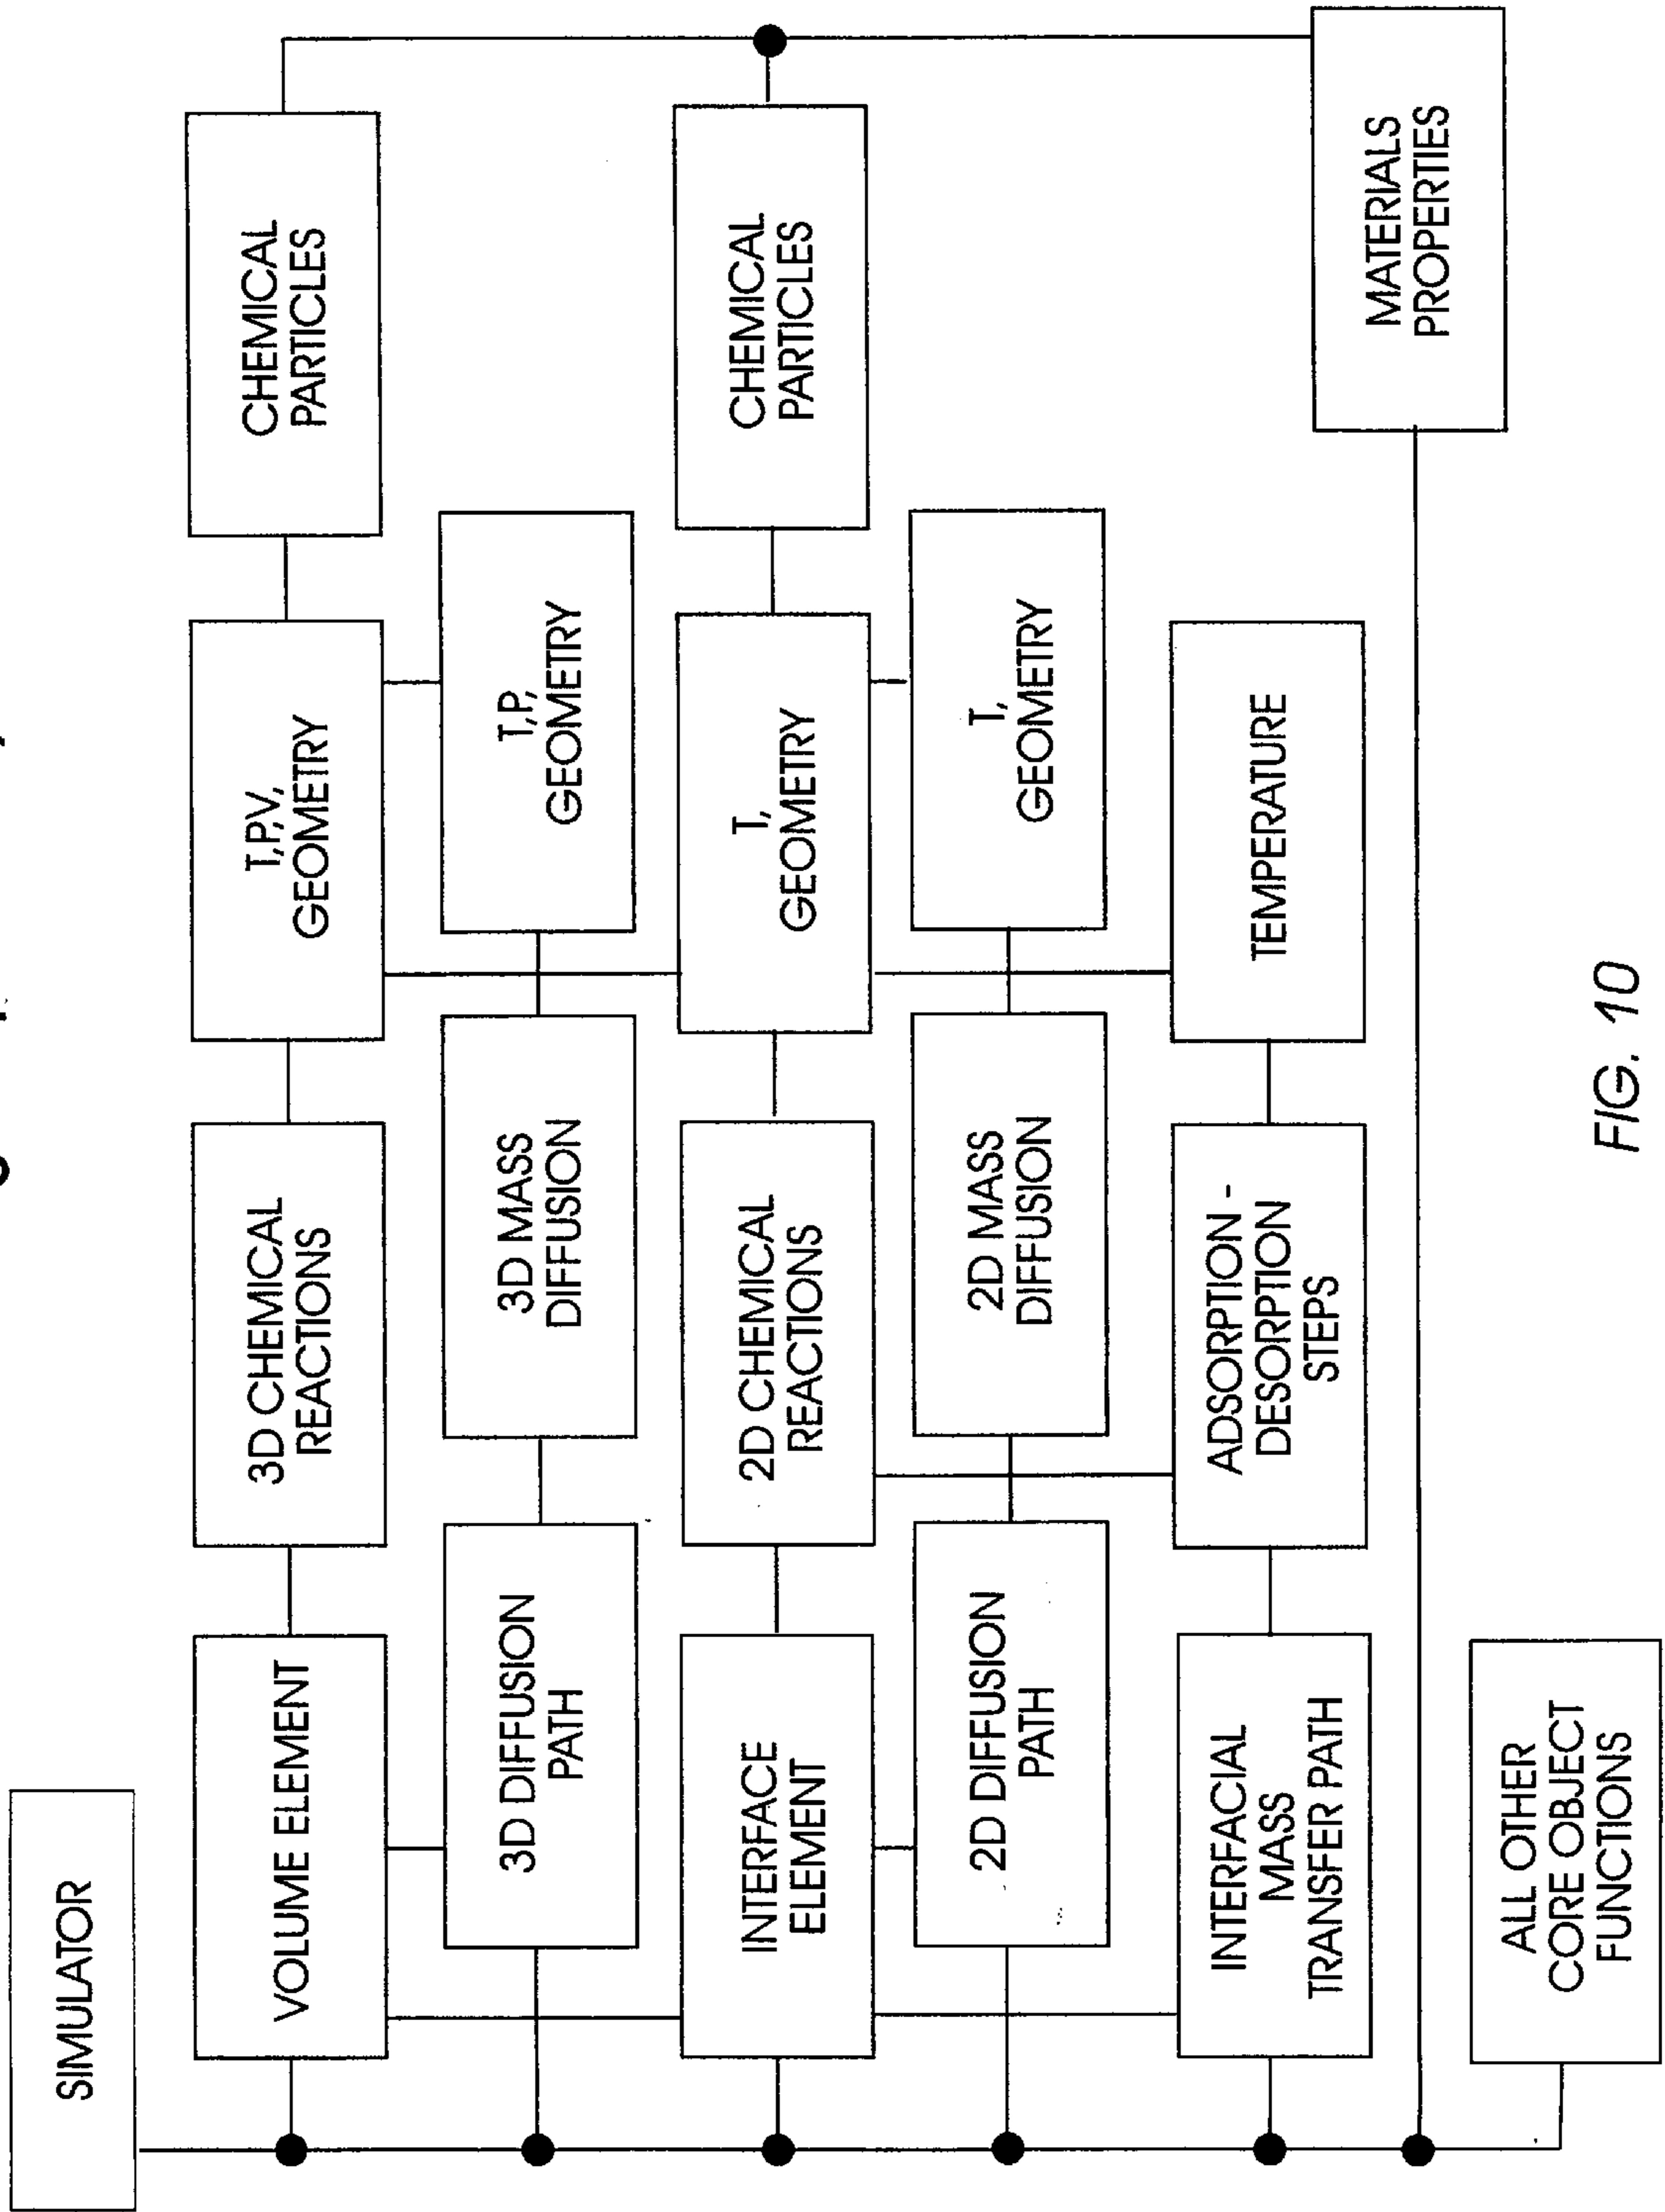 SIMULATOR
VOLUME ELEMENT
3D CHEMICAL
REACTIONS
T,P,V,
GEOMETRY
CHEMICAL
PARTICLES
3D DIFFUSION
PATH
3D MASS
DIFFUSION
T,P,
GEOMETRY
INTERFACE
ELEMENT
2D CHEMICAL
REACTIONS
T,
GEOMETRY
CHEMICAL
PARTICLES
2D DIFFUSION
PATH
2D MASS
DIFFUSION
T,
GEOMETRY
INTERFACIAL
MASS
TRANSFER PATH
ADSORPTION -
DESORPTION
STEPS
TEMPERATURE
MATERIALS
PROPERTIES
ALL OTHER
CORE OBJECT
FUNCTIONS
FIG. 10